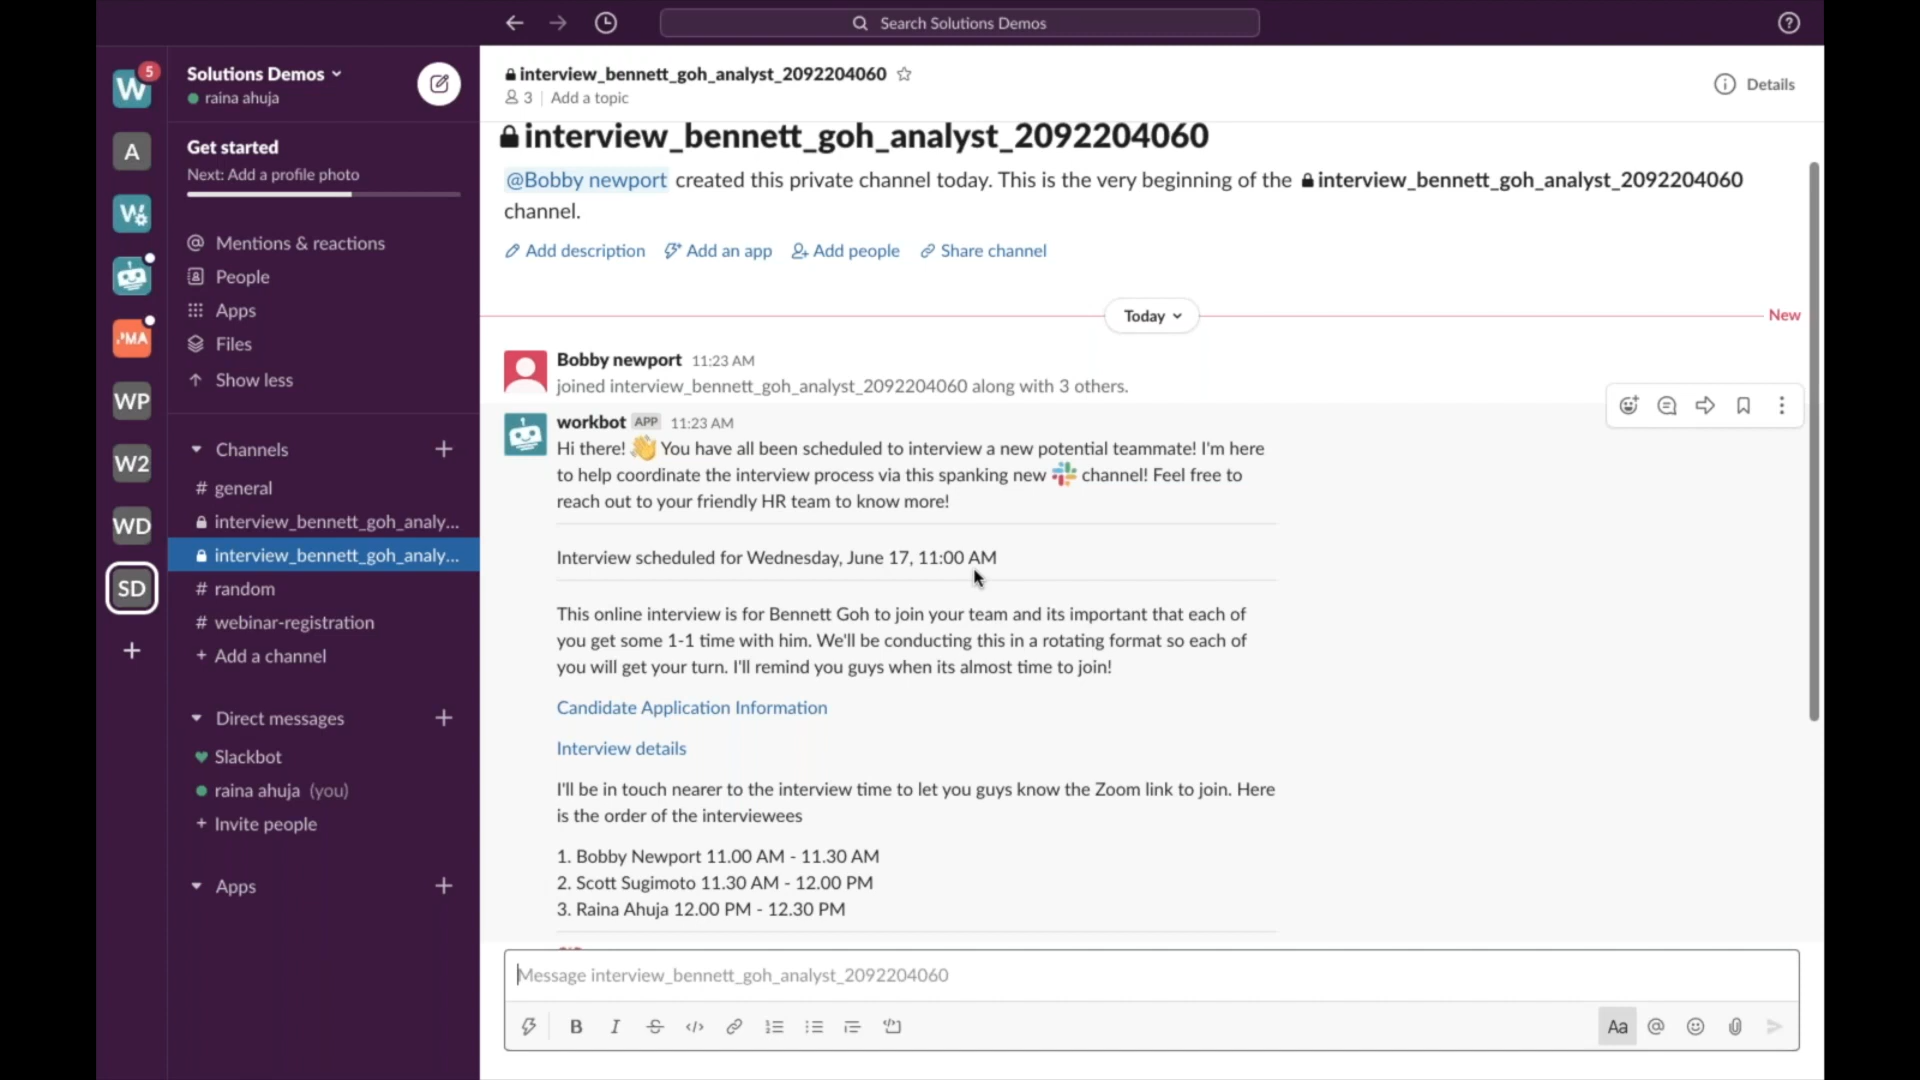 Search Solutions Demos
W
5
A
W
MA
WP
W2
WD
SD
+
Solutions Demos
raina ahuja
Get started
Next: Add a profile photo
@ Mentions & reactions
People
Apps
Files
Show less
Channels +
# general
interview_bennett_goh_analy...
interview_bennett_goh_analy...
# random
# webinar-registration
+ Add a channel
Direct messages +
Slackbot
raina ahuja (you)
+ Invite people
Apps +
interview_bennett_goh_analyst_2092204060
3 | Add a topic
Details
interview_bennett_goh_analyst_2092204060
@Bobby newport created this private channel today. This is the very beginning of the interview_bennett_goh_analyst_2092204060
channel.
Add description Add an app Add people Share channel
Today
New
Bobby newport 11:23 AM
joined interview_bennett_goh_analyst_2092204060 along with 3 others.
workbot APP 11:23 AM
Hi there! 👋 You have all been scheduled to interview a new potential teammate! I'm here
to help coordinate the interview process via this spanking new channel! Feel free to
reach out to your friendly HR team to know more!
Interview scheduled for Wednesday, June 17, 11:00 AM
This online interview is for Bennett Goh to join your team and its important that each of
you get some 1-1 time with him. We'll be conducting this in a rotating format so each of
you will get your turn. I'll remind you guys when its almost time to join!
Candidate Application Information
Interview details
I'll be in touch nearer to the interview time to let you guys know the Zoom link to join. Here
is the order of the interviewees
1. Bobby Newport 11.00 AM - 11.30 AM
2. Scott Sugimoto 11.30 AM - 12.00 PM
3. Raina Ahuja 12.00 PM - 12.30 PM
Message interview_bennett_goh_analyst_2092204060
B I S </> Aa @